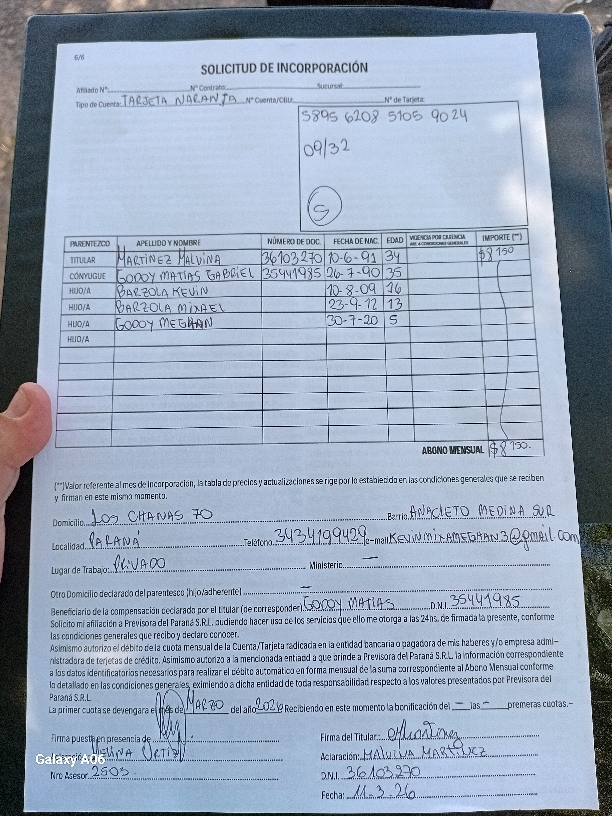 6/6
SOLICITUD DE INCORPORACIÓN
Afiliado N°: N° Contrato: Sucursal:
Tipo de Cuenta: TARJETA NARANJA N° Cuenta/CBU: N° de Tarjeta:
5895 6208 5105 9024
09/32
S
PARENTEZCO APELLIDO Y NOMBRE NÚMERO DE DOC. FECHA DE NAC. EDAD VIGENCIA POR CARENCIA IMPORTE (**)
TITULAR MARTINEZ MALVINA 36103270 10-6-91 34 $8150
CÓNYUGUE GODOY MATIAS GABRIEL 35441985 26-7-90 35
HIJO/A BARZOLA KEVIN 10-8-09 16
HIJO/A BARZOLA MIXAEL 23-9-12 13
HIJO/A GODOY MEGHAN 30-7-20 5
HIJO/A
ABONO MENSUAL $8150.
(**)Valor referente al mes de incorporación, la tabla de precios y actualizaciones se rige por lo establecido en las condiciones generales que se reciben
y firman en este mismo momento.
Domicilio: LOS CHANAS 70 Barrio: ANACLETO MEDINA SUR
Localidad: PARANÁ Teléfono: 3434199429 e-mail: KEVINMIXAMEGHAN3@gmail.com
Lugar de Trabajo: PRIVADO Ministerio: —
Otro Domicilio declarado del parentesco (hijo/adherente) —
Beneficiario de la compensación declarado por el titular (de corresponder) GODOY MATIAS D.N.I. 35441985
Solicito mi afiliación a Previsora del Paraná S.R.L. pudiendo hacer uso de los servicios que ello me otorga a las 24hs. de firmada la presente, conforme
las condiciones generales que recibo y declaro conocer.
Asimismo autorizo el débito de la cuota mensual de la Cuenta/Tarjeta radicada en la entidad bancaria o pagadora de mis haberes y/o empresa admi-
nistradora de tarjetas de crédito. Asimismo autorizo a la mencionada entidad a que brinde a Previsora del Paraná S.R.L. la información correspondiente
a los datos identificatorios necesarios para realizar el débito automático en forma mensual de la suma correspondiente al Abono Mensual conforme
lo detallado en las condiciones generales, eximiendo a dicha entidad de toda responsabilidad respecto a los valores presentados por Previsora del
Paraná S.R.L
La primer cuota se devengara el mes de MARZO del año 2026 Recibiendo en este momento la bonificación del — las — premeras cuotas.-
Firma puesta en presencia de Firma del Titular:
MELINA ORTIZ Aclaración: MALVINA MARTINEZ
Nro Asesor: 2503 D.N.I. 36103270
Fecha: 11-3-26
Galaxy A06